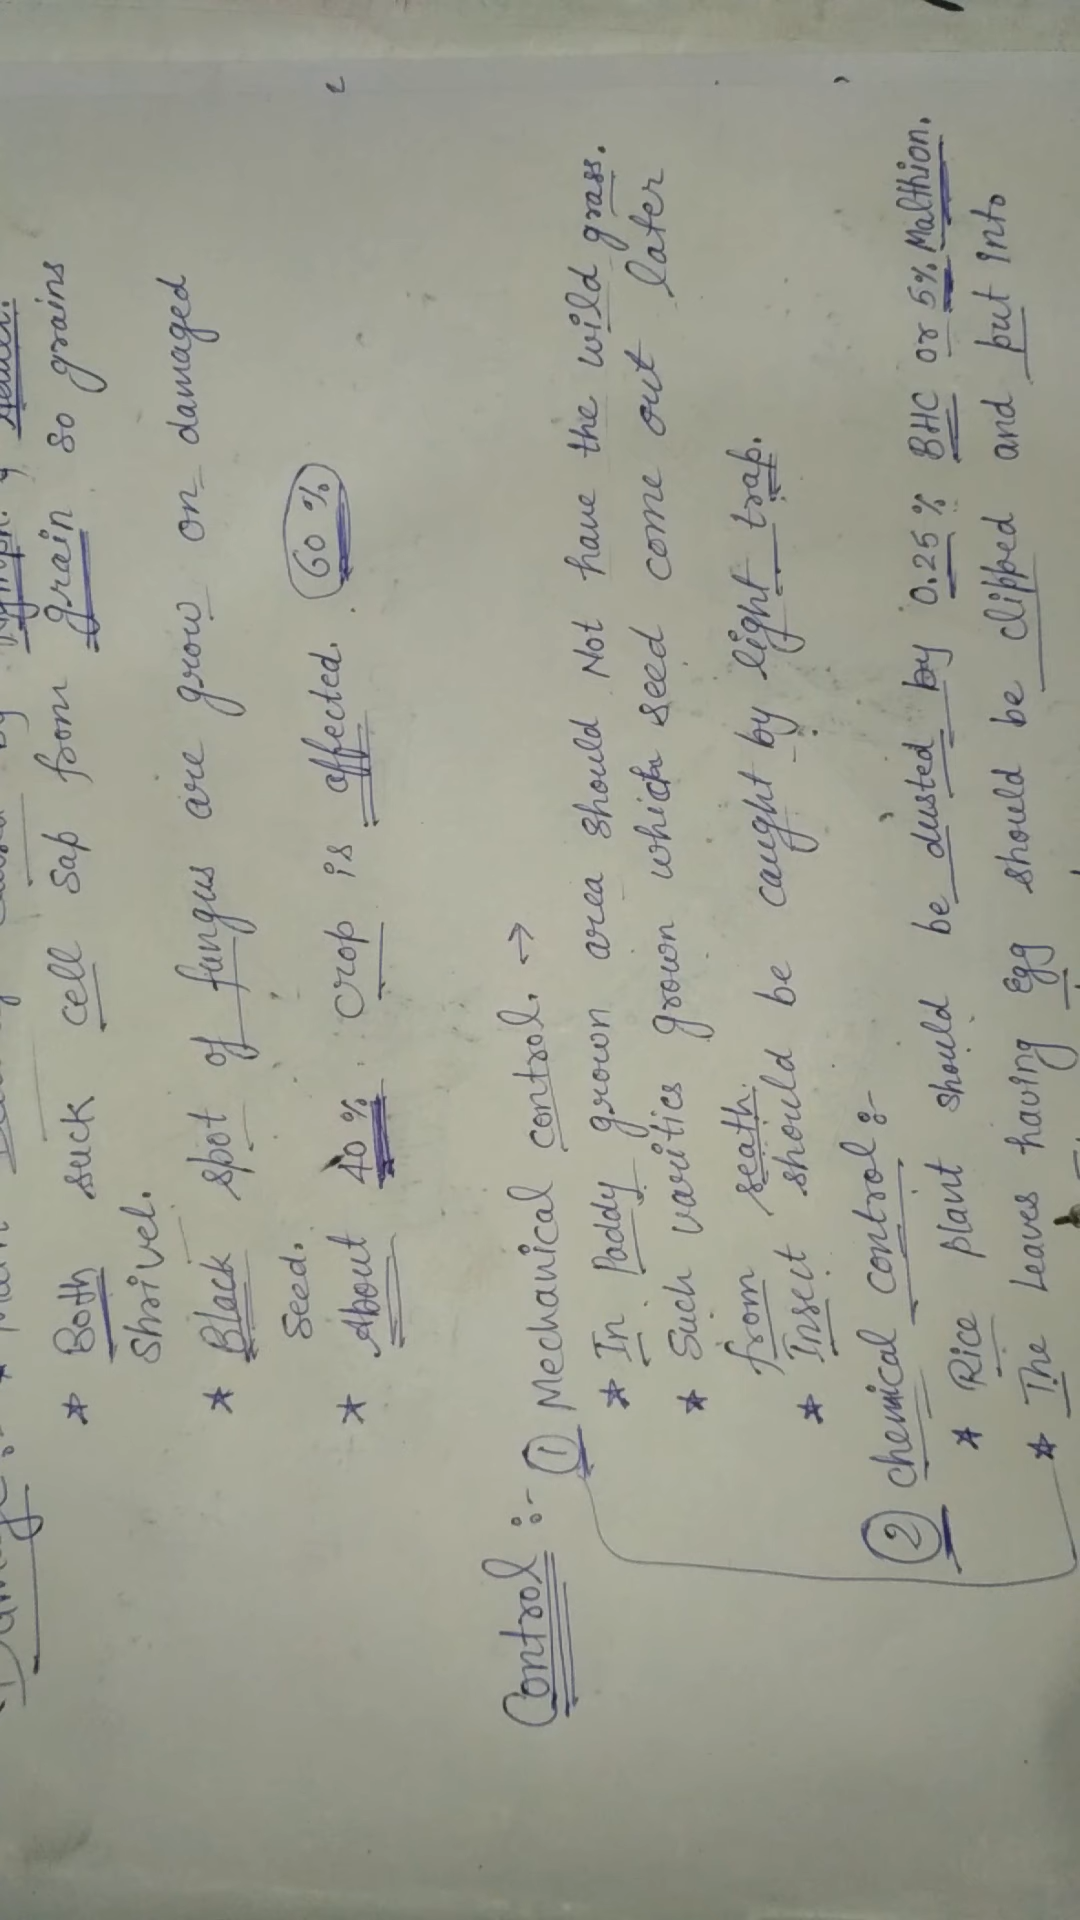 Damage :- * Main
* Both suck cell sap from grain so grains
shrivel.
* Black spot of fungus are grow on damaged
seed.
* About 40% crop is affected. 60%
Control :- ① Mechanical control. →
* In Paddy grown area should Not have the wild grass.
* Such varitics grown which seed come out later
from seath.
* Insect should be caught by light trap.
② chemical control :-
* Rice plant should be dusted by 0.25% BHC or 5% Malthion.
* The Leaves having Egg should be clipped and put Into